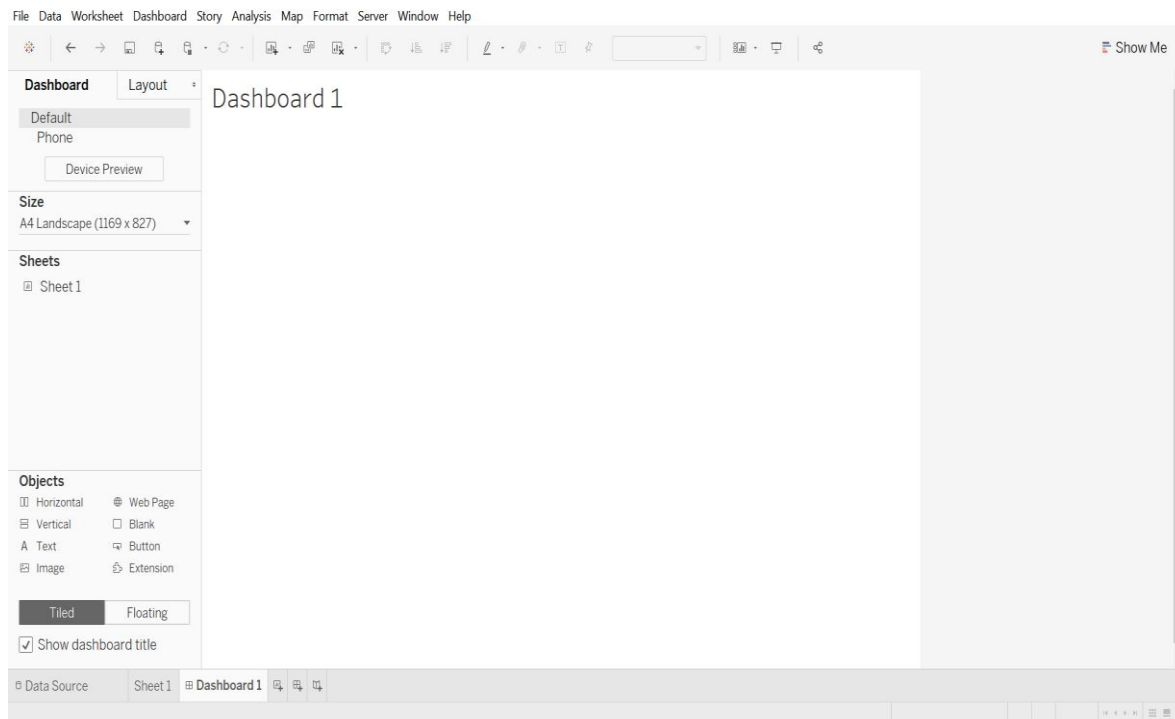 File Data Worksheet Dashboard Story Analysis Map Format Server Window Help
Show Me
Dashboard Layout
Default
Phone
Device Preview
Size
A4 Landscape (1169 x 827)
Sheets
Sheet 1
Dashboard 1
Objects
Horizontal Web Page
Vertical Blank
A Text Button
Image Extension
Tiled Floating
Show dashboard title
Data Source Sheet 1 Dashboard 1